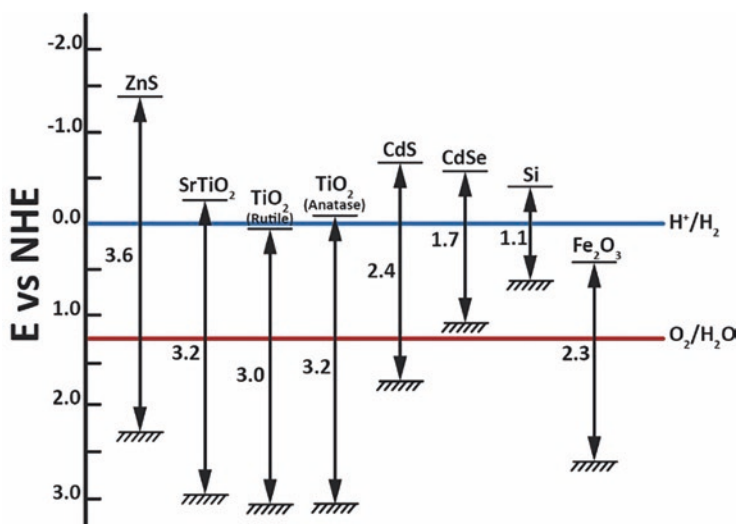 E vs NHE
-2.0
-1.0
0.0
1.0
2.0
3.0
ZnS
3.6
SrTiO₂
3.2
TiO₂
(Rutile)
3.0
TiO₂
(Anatase)
3.2
CdS
2.4
CdSe
1.7
Si
1.1
Fe₂O₃
2.3
H⁺/H₂
O₂/H₂O